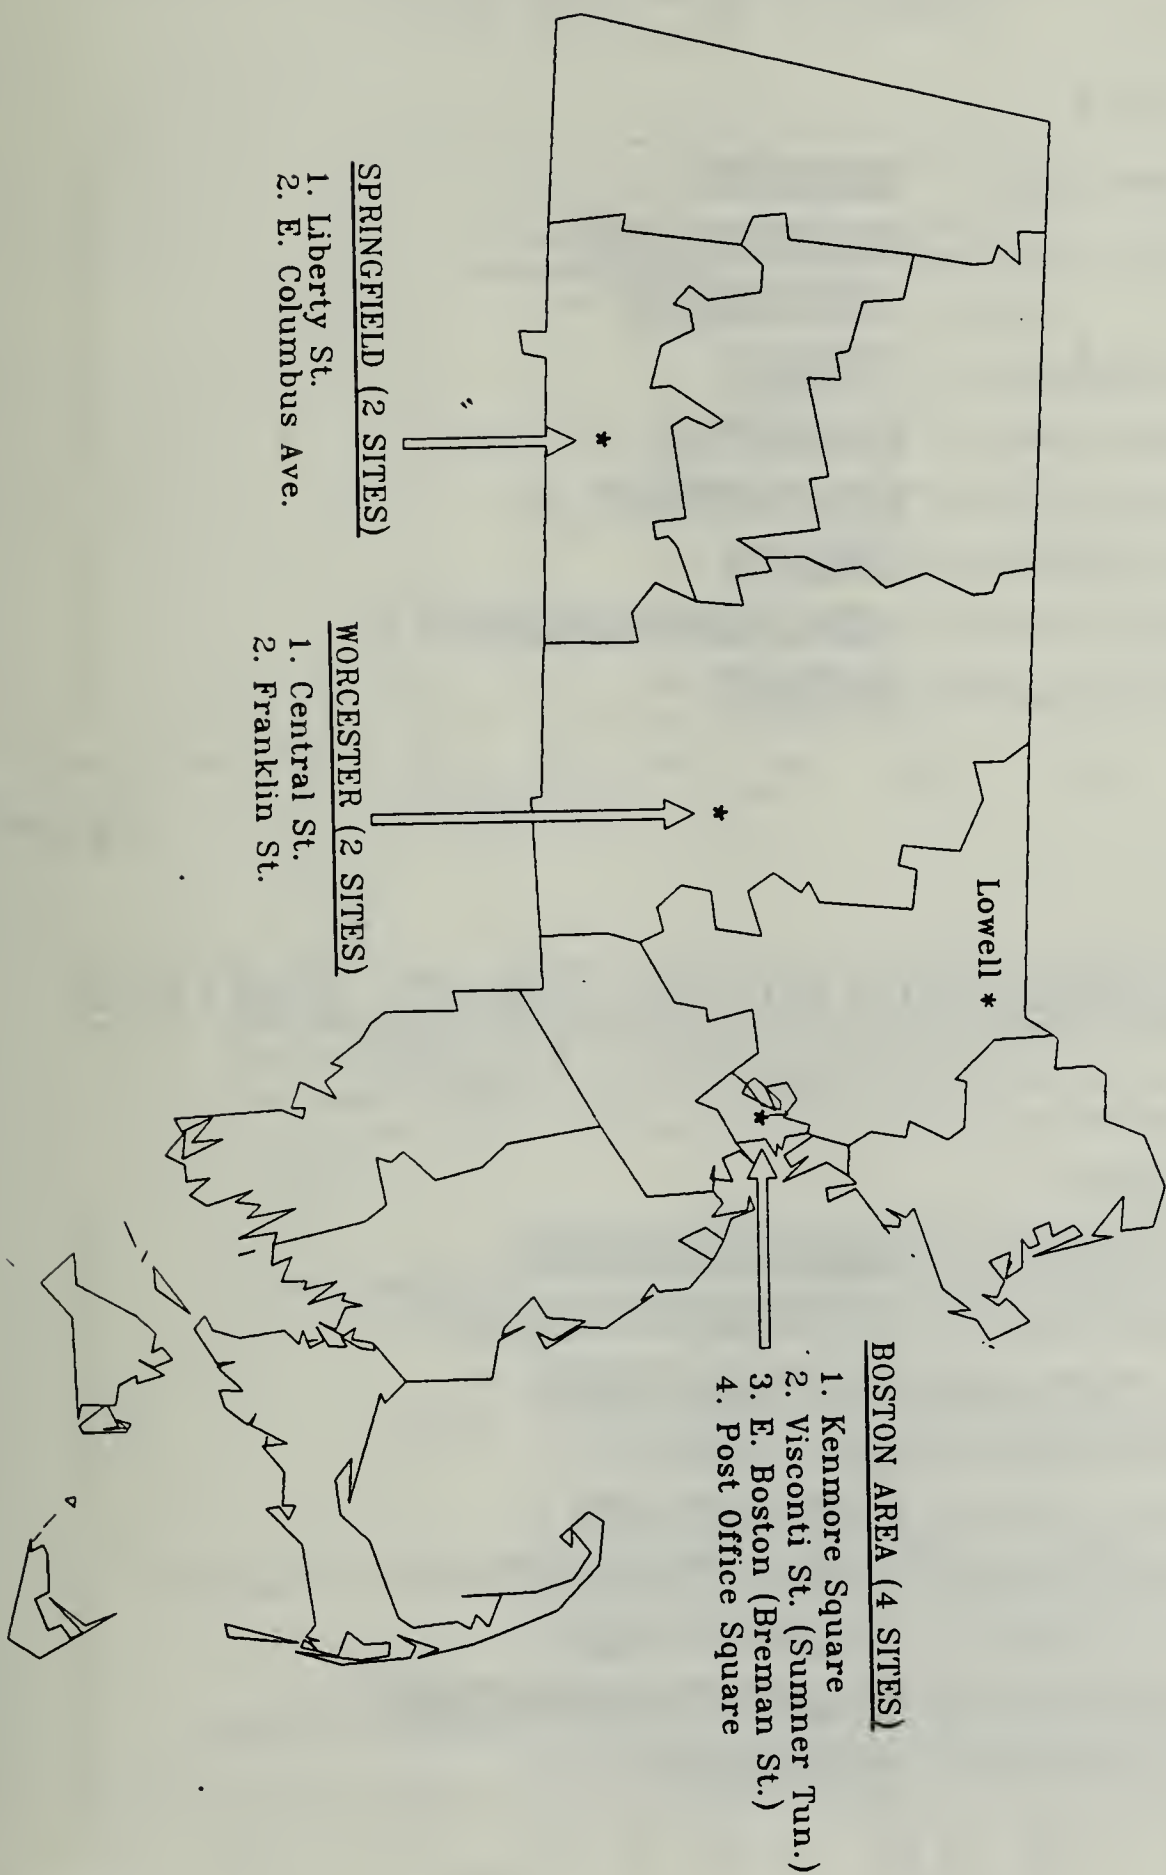 Lowell *
BOSTON AREA (4 SITES)
1. Kenmore Square
2. Visconti St. (Sumner Tun.)
3. E. Boston (Breman St.)
4. Post Office Square
SPRINGFIELD (2 SITES)
1. Liberty St.
2. E. Columbus Ave.
WORCESTER (2 SITES)
1. Central St.
2. Franklin St.